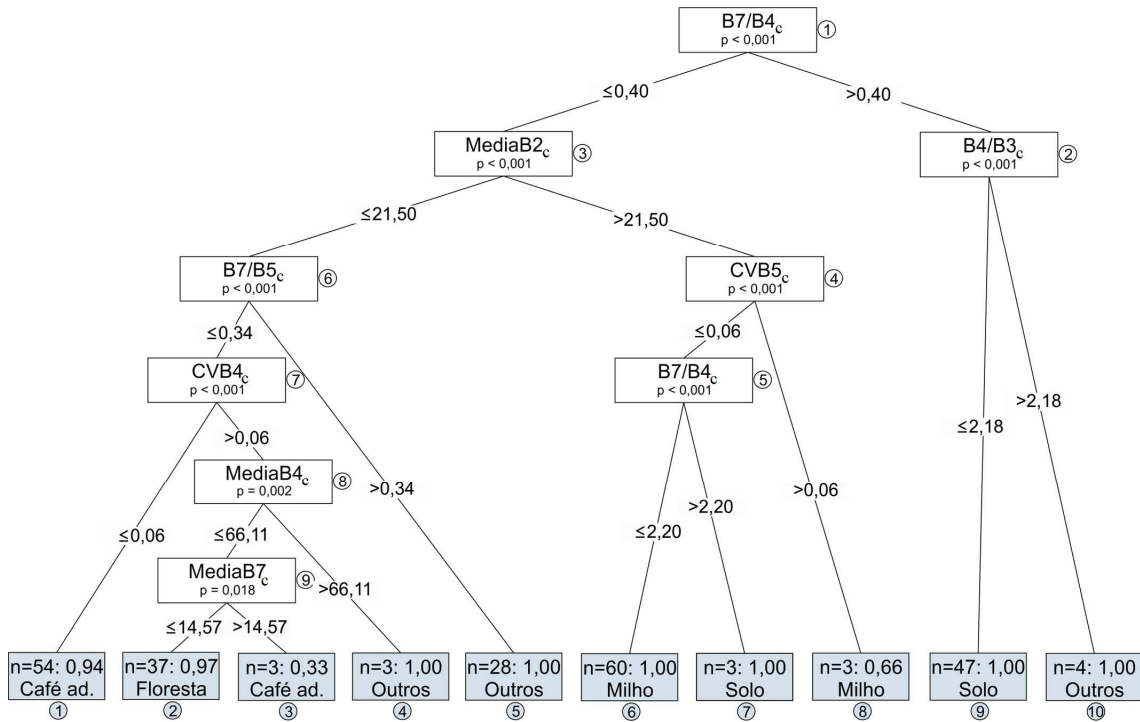 B7/B4c
p < 0,001
①
≤0,40
>0,40
MediaB2c
p < 0,001
③
B4/B3c
p < 0,001
②
≤21,50
>21,50
B7/B5c
p < 0,001
⑥
CVB5c
p < 0,001
④
≤0,34
≤0,06
CVB4c
p < 0,001
⑦
B7/B4c
p < 0,001
⑤
>0,06
≤2,18
>2,18
MediaB4c
p = 0,002
⑧
>0,34
>0,06
≤0,06
≤66,11
≤2,20
>2,20
MediaB7c
p = 0,018
⑨
>66,11
≤14,57
>14,57
n=54: 0,94
Café ad.
①
n=37: 0,97
Floresta
②
n=3: 0,33
Café ad.
③
n=3: 1,00
Outros
④
n=28: 1,00
Outros
⑤
n=60: 1,00
Milho
⑥
n=3: 1,00
Solo
⑦
n=3: 0,66
Milho
⑧
n=47: 1,00
Solo
⑨
n=4: 1,00
Outros
⑩